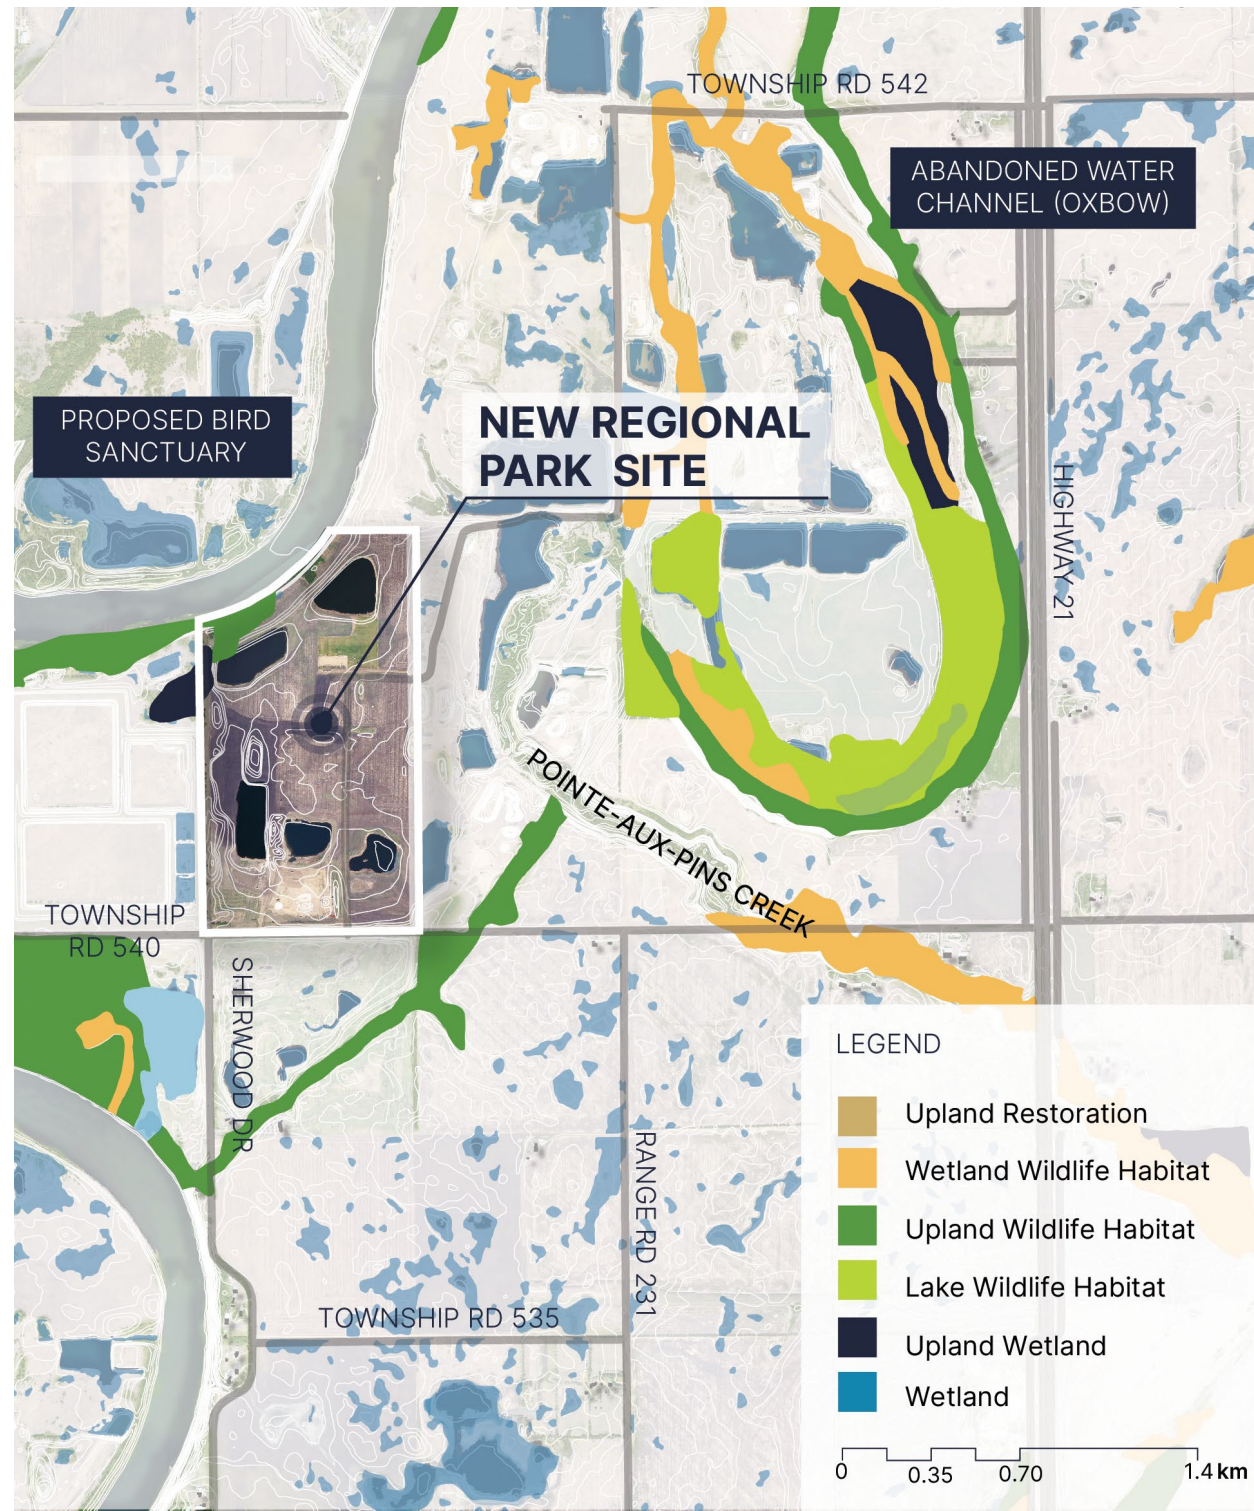 TOWNSHIP RD 542
ABANDONED WATER
CHANNEL (OXBOW)
PROPOSED BIRD
SANCTUARY
NEW REGIONAL
PARK SITE
HIGHWAY 21
POINTE-AUX-PINS CREEK
TOWNSHIP
RD 540
SHERWOOD DR
RANGE RD 231
TOWNSHIP RD 535
LEGEND
Upland Restoration
Wetland Wildlife Habitat
Upland Wildlife Habitat
Lake Wildlife Habitat
Upland Wetland
Wetland
0 0.35 0.70 1.4 km